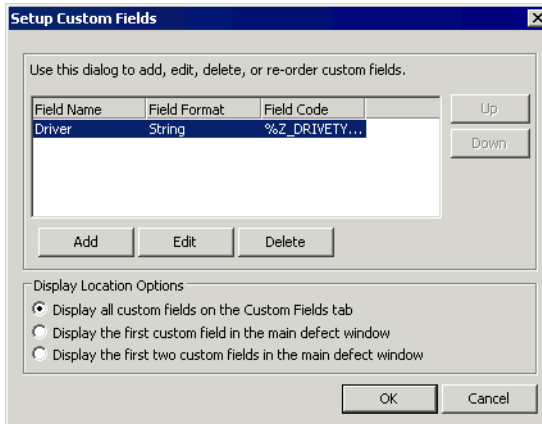 Setup Custom Fields
Use this dialog to add, edit, delete, or re-order custom fields.
Field Name Field Format Field Code
Driver String %Z_DRIVETY...
Up
Down
Add Edit Delete
Display Location Options
Display all custom fields on the Custom Fields tab
Display the first custom field in the main defect window
Display the first two custom fields in the main defect window
OK Cancel